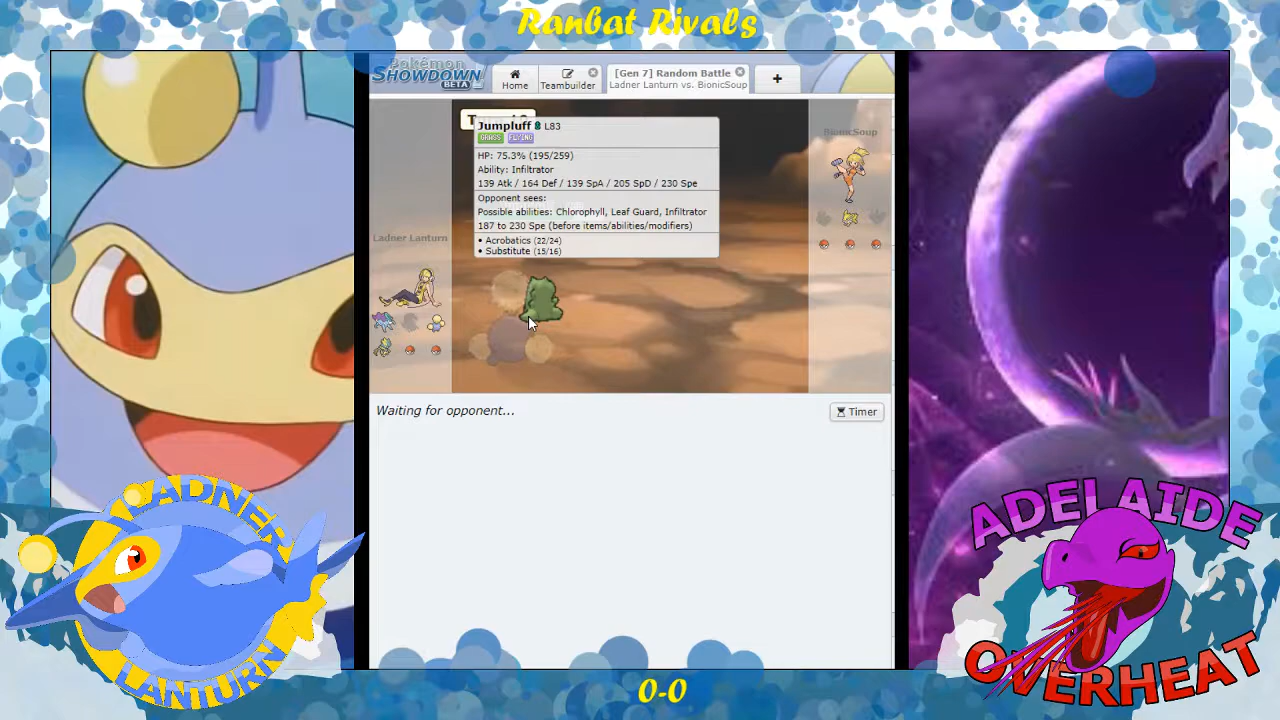 Ranbat Rivals
Pokémon
SHOWDOWN
BETA
Home
Teambuilder
[Gen 7] Random Battle
Ladner Lanturn vs. BionicSoup
+
Jumpluff L83
GRASS FLYING
HP: 75.3% (195/259)
Ability: Infiltrator
139 Atk / 164 Def / 139 SpA / 205 SpD / 230 Spe
Opponent sees:
Possible abilities: Chlorophyll, Leaf Guard, Infiltrator
187 to 230 Spe (before items/abilities/modifiers)
• Acrobatics (22/24)
• Substitute (15/16)
Ladner Lanturn
BionicSoup
Waiting for opponent...
Timer
LADNER
LANTURN
ADELAIDE
OVERHEAT
0-0